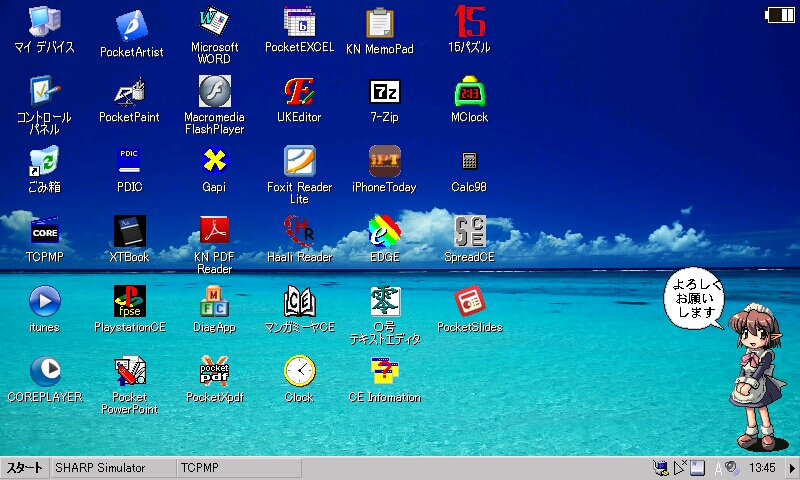 マイ デバイス
PocketArtist
Microsoft
WORD
PocketEXCEL
KN MemoPad
15
15パズル
コントロール
パネル
PocketPaint
Macromedia
FlashPlayer
UKEditor
7z
7-Zip
2:13
MClock
ごみ箱
PDIC
PDIC
Gapi
Foxit Reader
Lite
iPT
iPhoneToday
Calc98
CORE
TCPMP
XTBook
KN PDF
Reader
HR
Haali Reader
EDGE
SCE
SpreadCE
よろしく
お願い
します
itunes
fpse
PlaystationCE
DiagApp
マンガミーヤCE
零
〇号
テキストエディタ
PocketSlides
COREPLAYER
Pocket
PowerPoint
pocket
pdf
PocketXpdf
Clock
CE Infomation
スタート
SHARP Simulator
TCPMP
A
13:45